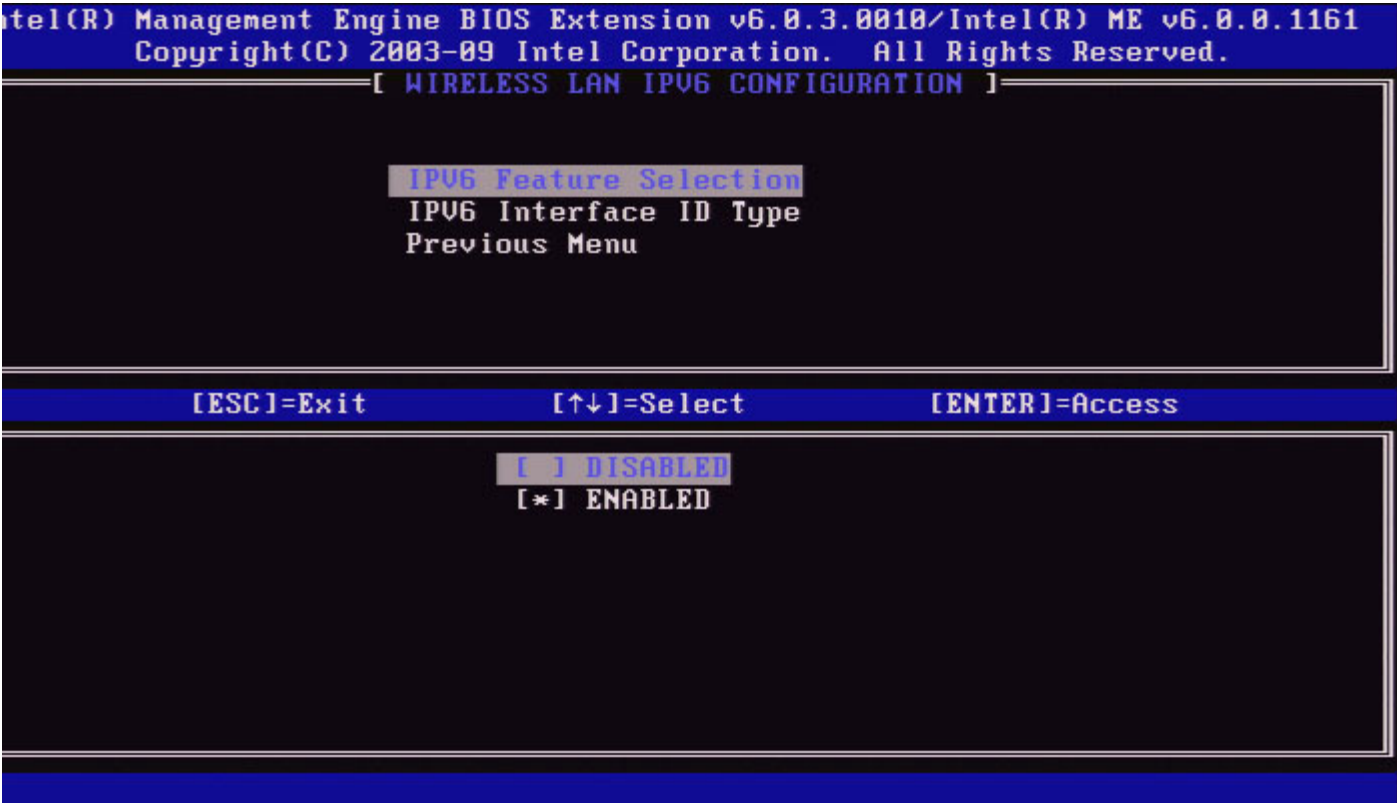 ntel(R) Management Engine BIOS Extension v6.0.3.0010/Intel(R) ME v6.0.0.1161
Copyright(C) 2003-09 Intel Corporation. All Rights Reserved.
[ WIRELESS LAN IPV6 CONFIGURATION ]
IPV6 Feature Selection
IPV6 Interface ID Type
Previous Menu
[ESC]=Exit [↑↓]=Select [ENTER]=Access
[ ] DISABLED
[*] ENABLED